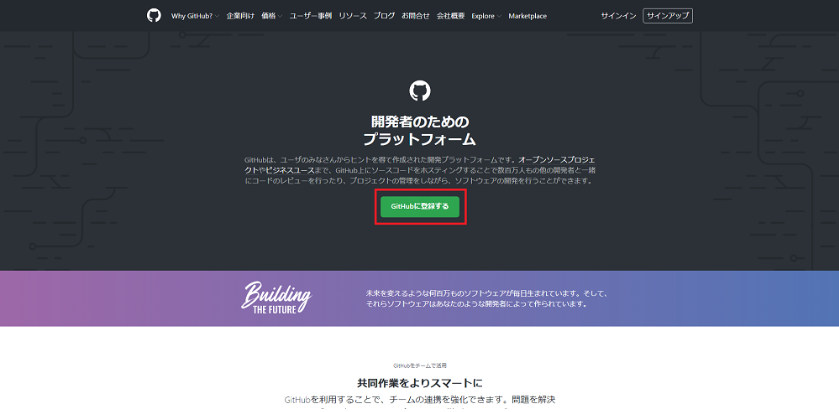 Why GitHub? 企業向け 価格 ユーザー事例 リソース ブログ お問合せ 会社概要 Explore Marketplace サインイン サインアップ
開発者のための
プラットフォーム
GitHubは、ユーザのみなさんからヒントを得て作成された開発プラットフォームです。オープンソースプロジェ
クトやビジネスユースまで、GitHub上にソースコードをホスティングすることで数百万人もの他の開発者と一緒
にコードのレビューを行ったり、プロジェクトの管理をしながら、ソフトウェアの開発を行うことができます。
GitHubに登録する
Building
THE FUTURE
未来を変えるような何百万ものソフトウェアが毎日生まれています。そして、
それらソフトウェアはあなたのような開発者によって作られています。
GitHubをチームで活用
共同作業をよりスマートに
GitHubを利用することで、チームの連携を強化できます。問題を解決